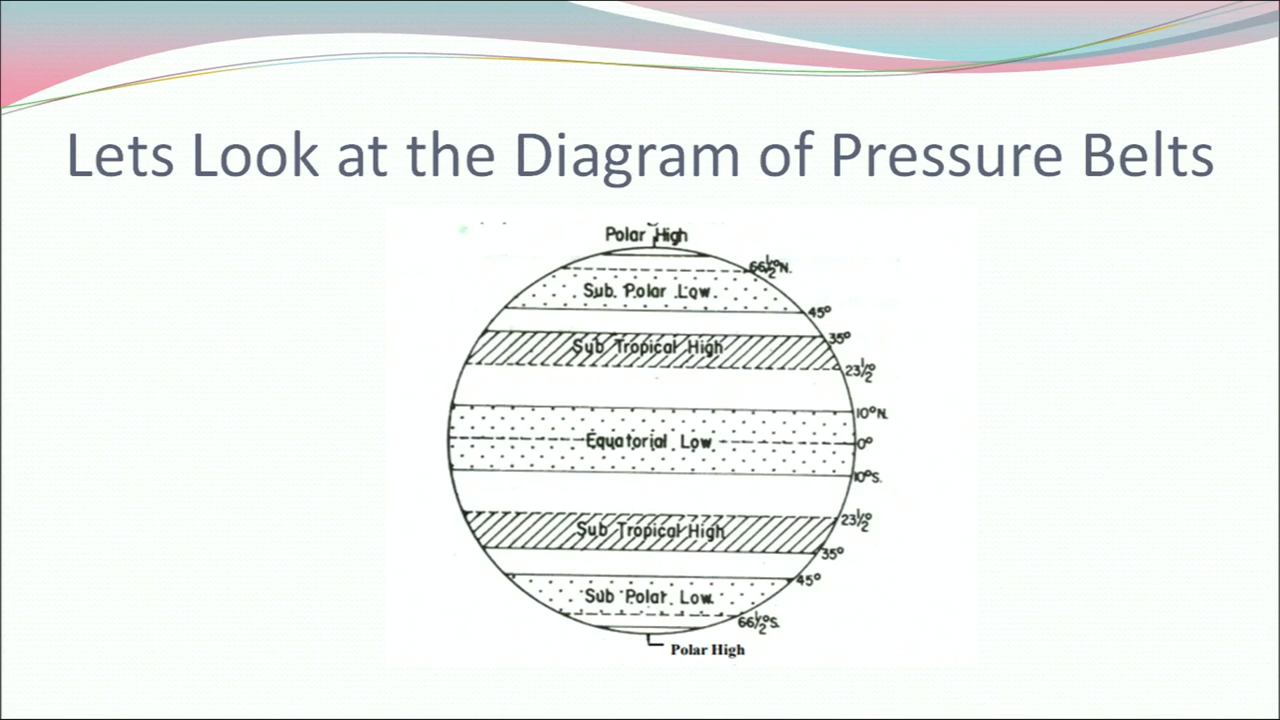 Lets Look at the Diagram of Pressure Belts
Polar High
66½°N.
Sub. Polar Low.
45°
35°
Sub Tropical High
23½°
10°N.
Equatorial Low
0°
10°S.
23½°
Sub Tropical High
35°
45°
Sub Polar Low.
66½°S.
Polar High